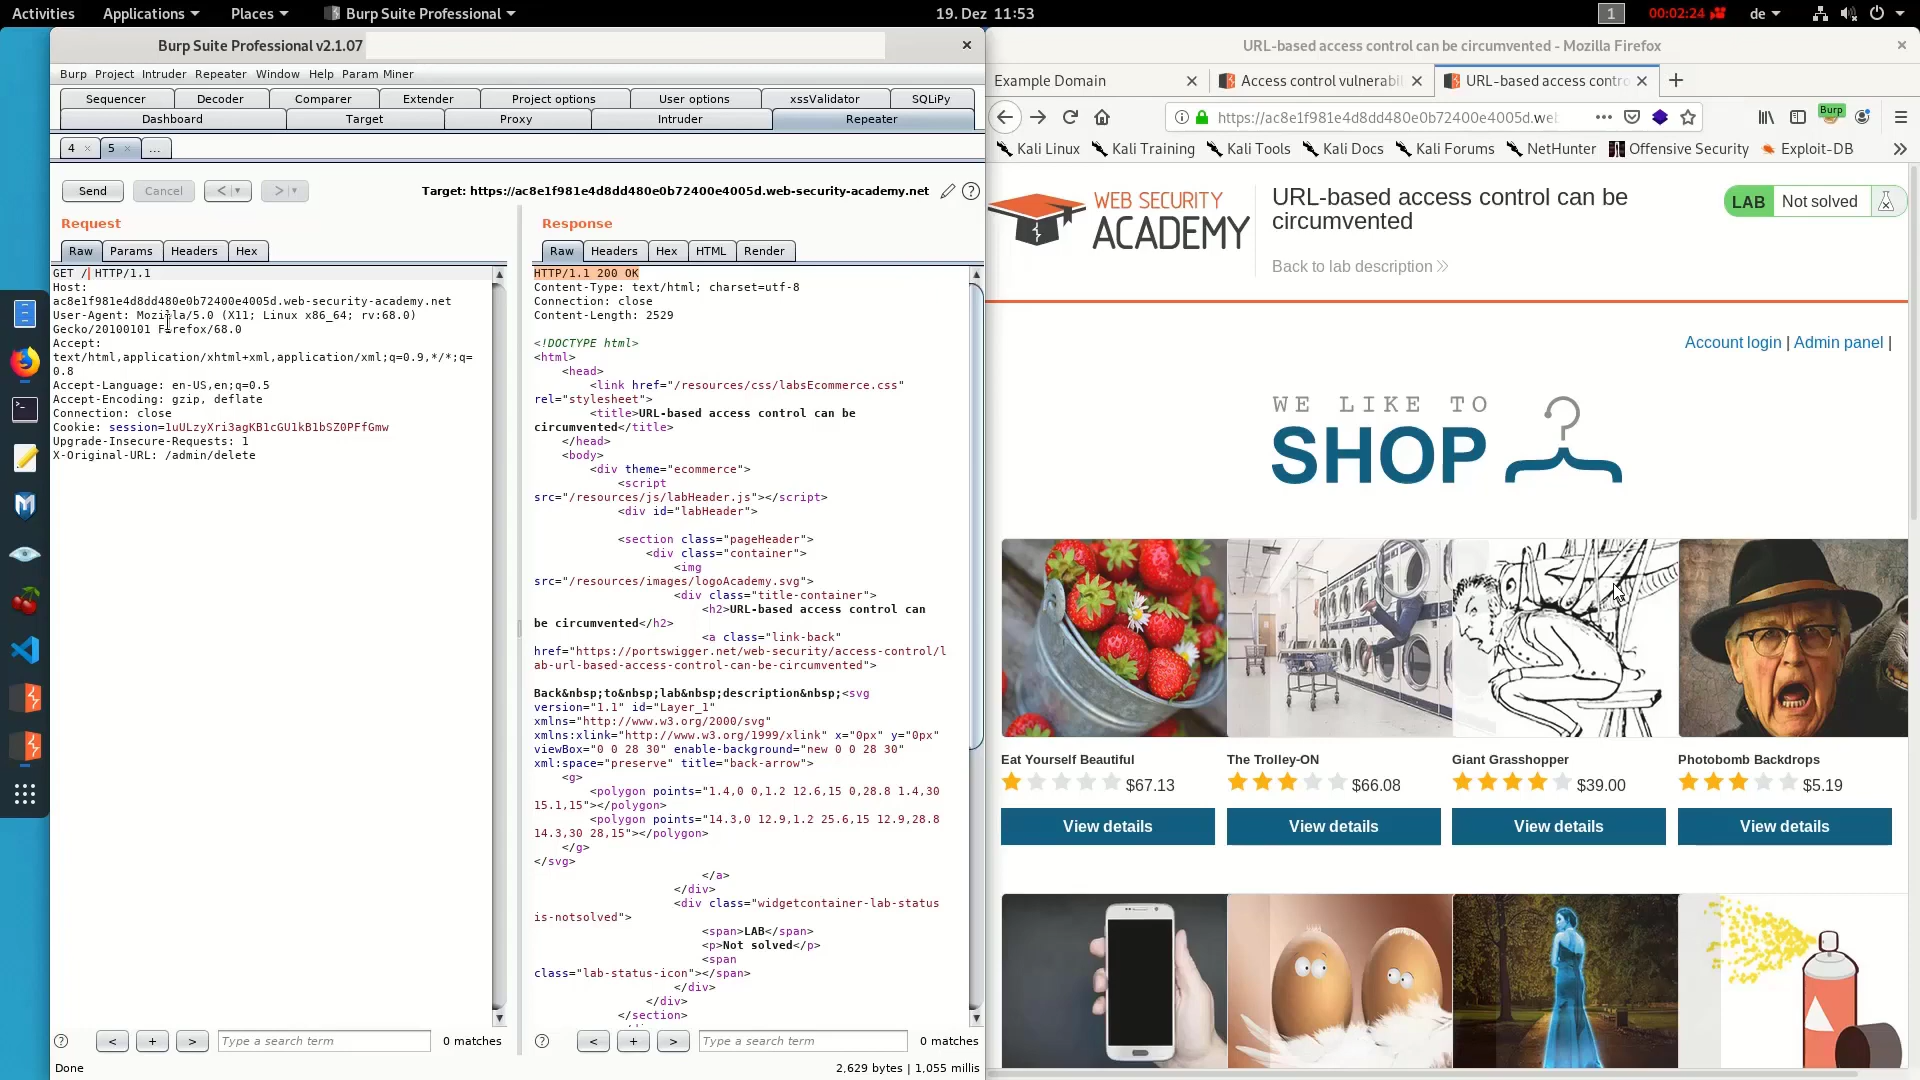 Activities Applications Places Burp Suite Professional 19. Dez 11:53 1 00:02:24 de
Burp Suite Professional v2.1.07
Burp Project Intruder Repeater Window Help Param Miner
Sequencer Decoder Comparer Extender Project options User options xssValidator SQLiPy
Dashboard Target Proxy Intruder Repeater
4 × 5 × ...
Send Cancel < > Target: https://ac8e1f981e4d8dd480e0b72400e4005d.web-security-academy.net
Request
Raw Params Headers Hex
GET / HTTP/1.1
Host:
ac8e1f981e4d8dd480e0b72400e4005d.web-security-academy.net
User-Agent: Mozilla/5.0 (X11; Linux x86_64; rv:68.0)
Gecko/20100101 Firefox/68.0
Accept:
text/html,application/xhtml+xml,application/xml;q=0.9,*/*;q=
0.8
Accept-Language: en-US,en;q=0.5
Accept-Encoding: gzip, deflate
Connection: close
Cookie: session=1uULzyXri3agKB1cGU1kB1bSZ0PFfGmw
Upgrade-Insecure-Requests: 1
X-Original-URL: /admin/delete
< + > Type a search term 0 matches
Done
Response
Raw Headers Hex HTML Render
HTTP/1.1 200 OK
Content-Type: text/html; charset=utf-8
Connection: close
Content-Length: 2529
<!DOCTYPE html>
<html>
<head>
<link href="/resources/css/labsEcommerce.css"
rel="stylesheet">
<title>URL-based access control can be
circumvented</title>
</head>
<body>
<div theme="ecommerce">
<script
src="/resources/js/labHeader.js"></script>
<div id="labHeader">
<section class="pageHeader">
<div class="container">
<img
src="/resources/images/logoAcademy.svg">
<div class="title-container">
<h2>URL-based access control can
be circumvented</h2>
<a class="link-back"
href="https://portswigger.net/web-security/access-control/l
ab-url-based-access-control-can-be-circumvented">
Back&nbsp;to&nbsp;lab&nbsp;description&nbsp;<svg
version="1.1" id="Layer_1"
xmlns="http://www.w3.org/2000/svg"
xmlns:xlink="http://www.w3.org/1999/xlink" x="0px" y="0px"
viewBox="0 0 28 30" enable-background="new 0 0 28 30"
xml:space="preserve" title="back-arrow">
<g>
<polygon points="1.4,0 0,1.2 12.6,15 0,28.8 1.4,30
15.1,15"></polygon>
<polygon points="14.3,0 12.9,1.2 25.6,15 12.9,28.8
14.3,30 28,15"></polygon>
</g>
</svg>
</a>
</div>
<div class="widgetcontainer-lab-status
is-notsolved">
<span>LAB</span>
<p>Not solved</p>
<span
class="lab-status-icon"></span>
</div>
</div>
</section>
< + > Type a search term 0 matches
2,629 bytes | 1,055 millis
URL-based access control can be circumvented - Mozilla Firefox
Example Domain Access control vulnerabil URL-based access contro
https://ac8e1f981e4d8dd480e0b72400e4005d.wel Burp
Kali Linux Kali Training Kali Tools Kali Docs Kali Forums NetHunter Offensive Security Exploit-DB
WEB SECURITY
ACADEMY
URL-based access control can be
circumvented
LAB Not solved
Back to lab description
Account login | Admin panel |
WE LIKE TO
SHOP
Eat Yourself Beautiful The Trolley-ON Giant Grasshopper Photobomb Backdrops
$67.13 $66.08 $39.00 $5.19
View details View details View details View details